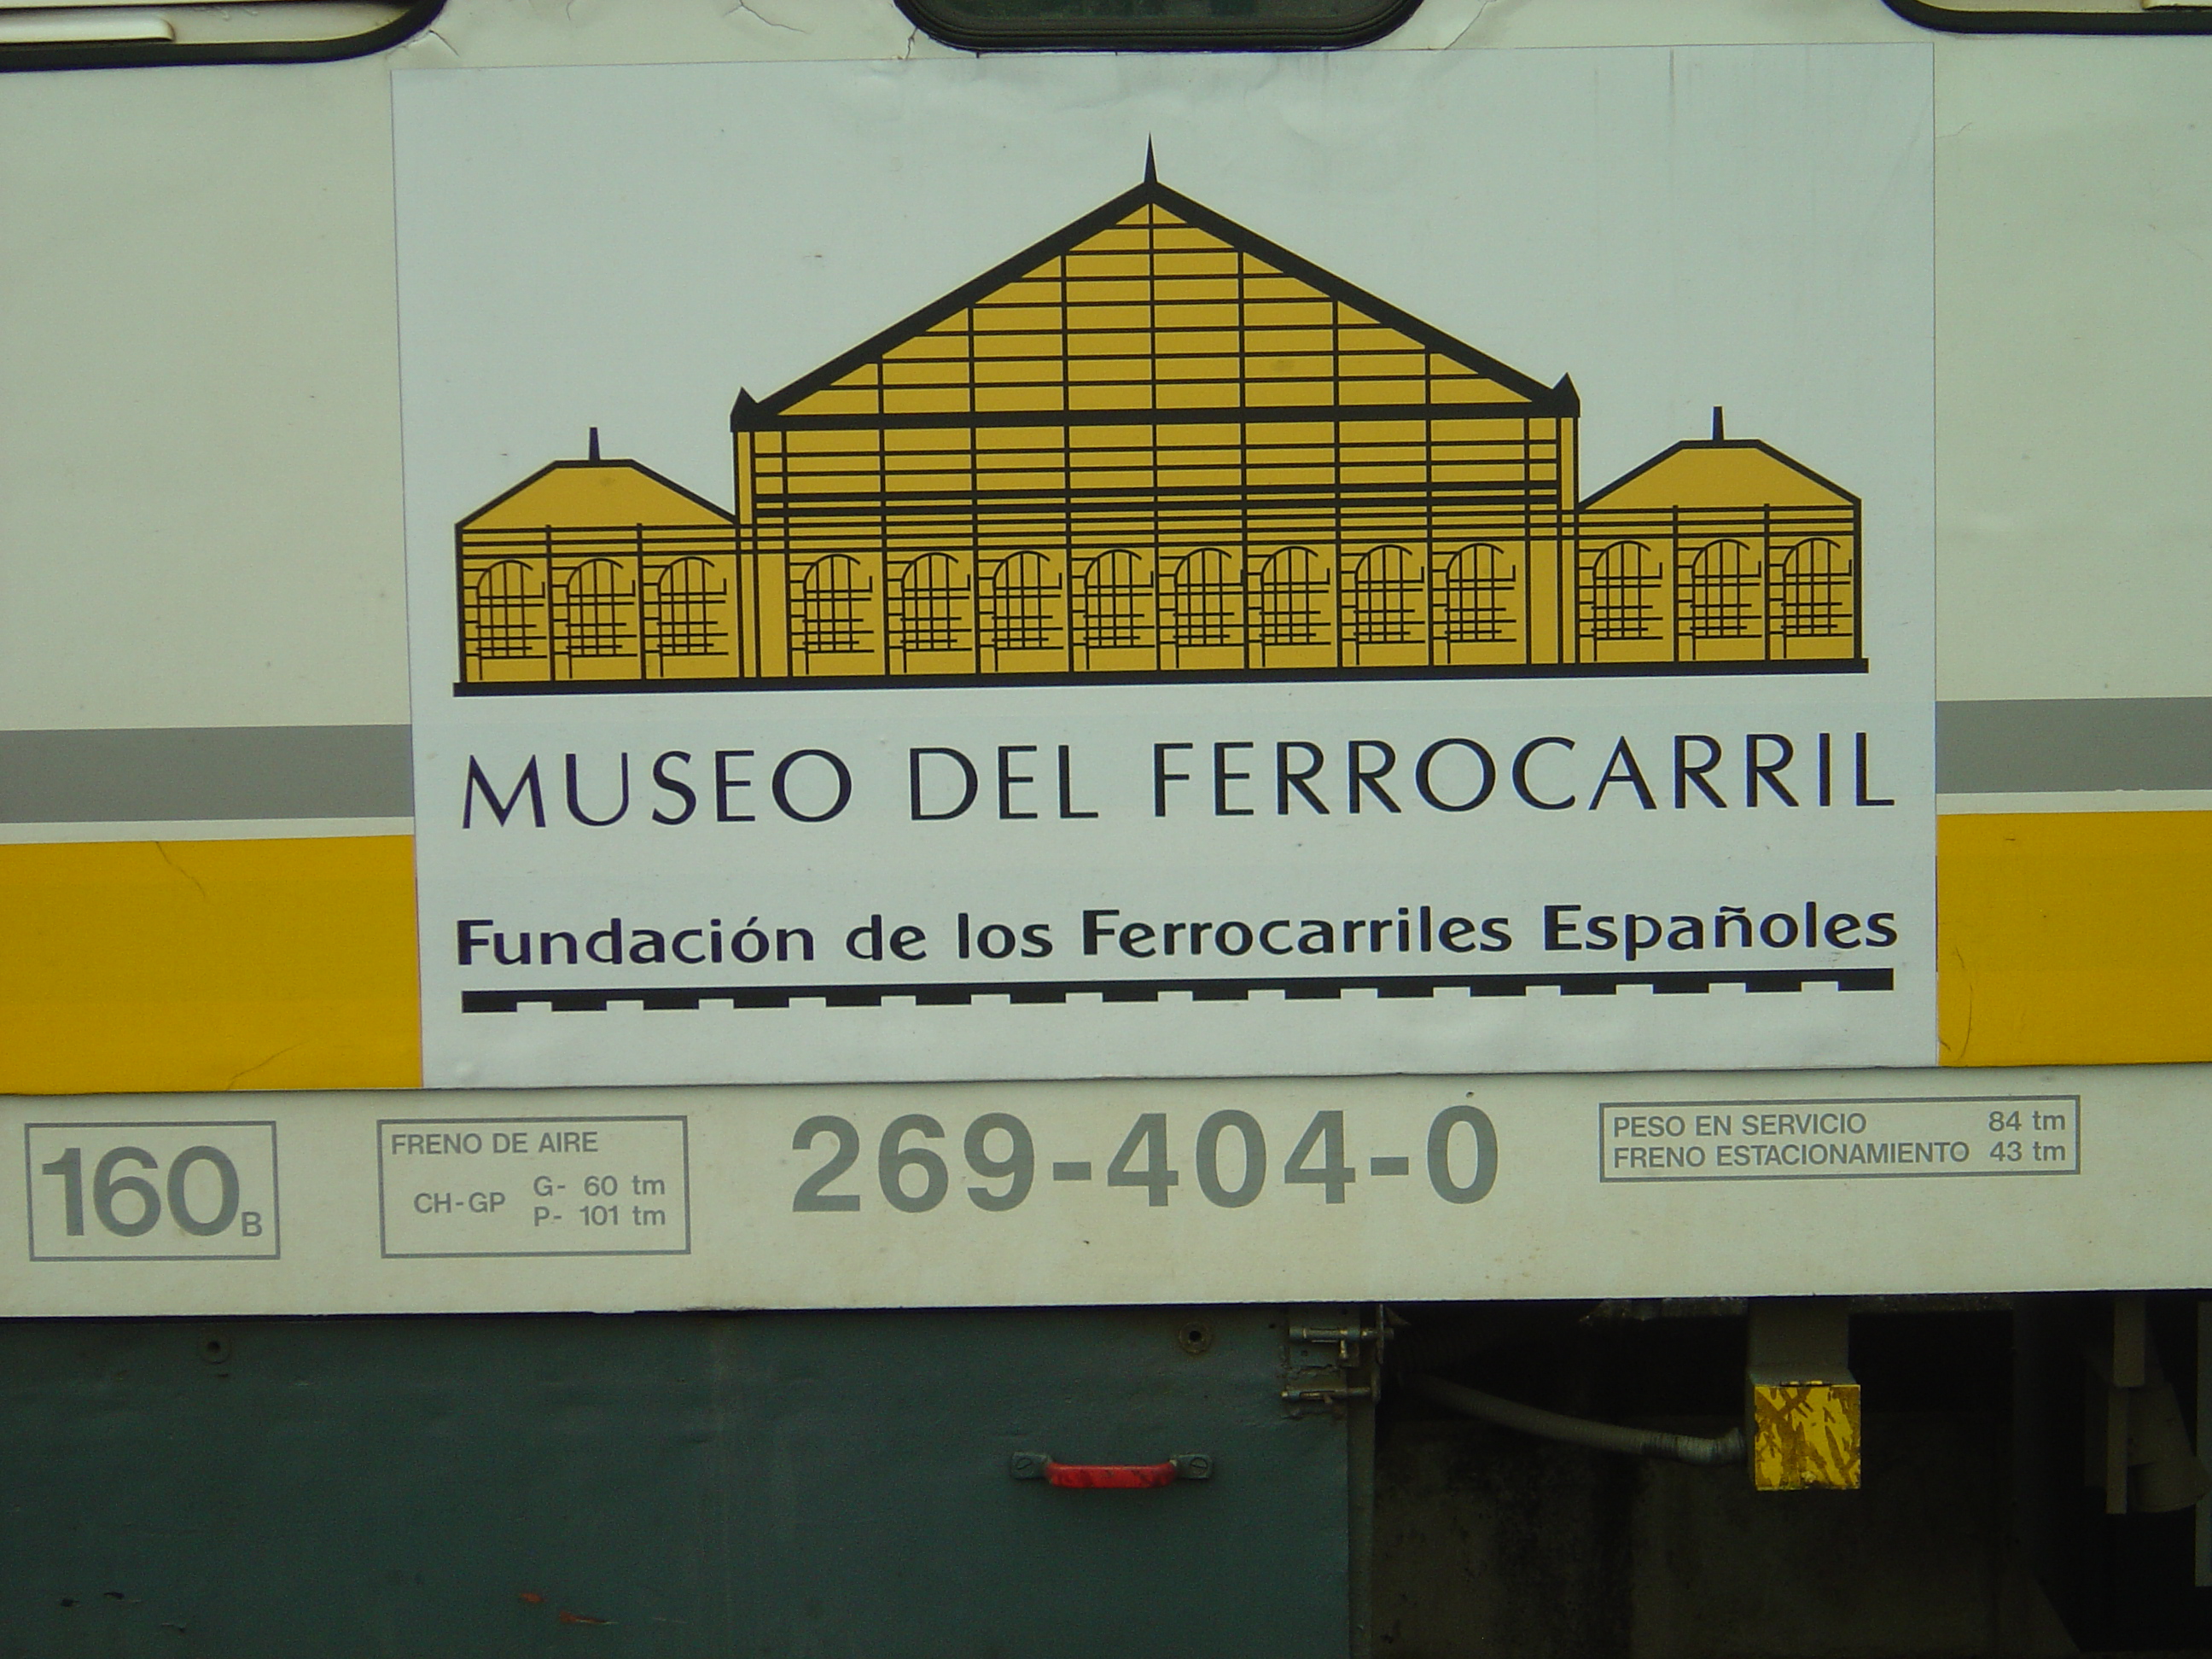 MUSEO DEL FERROCARRIL
Fundación de los Ferrocarriles Españoles
160B
FRENO DE AIRE
CH-GP
G- 60 tm
P- 101 tm
269-404-0
PESO EN SERVICIO 84 tm
FRENO ESTACIONAMIENTO 43 tm